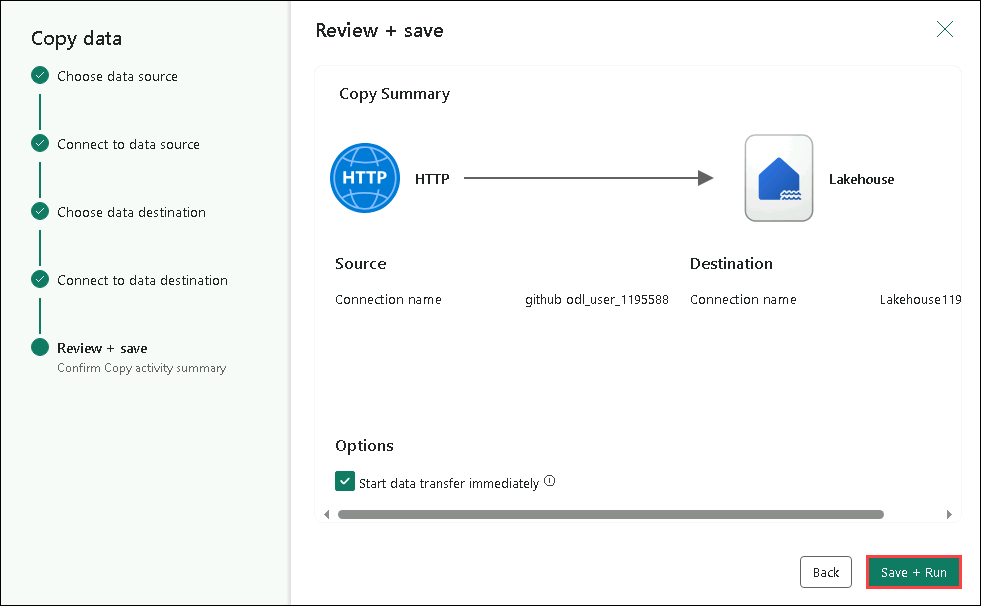 Copy data
Choose data source
Connect to data source
Choose data destination
Connect to data destination
Review + save
Confirm Copy activity summary
Review + save
Copy Summary
HTTP
HTTP
Lakehouse
Source
Destination
Connection name
github odl_user_1195588
Connection name
Lakehouse119
Options
Start data transfer immediately
Back
Save + Run